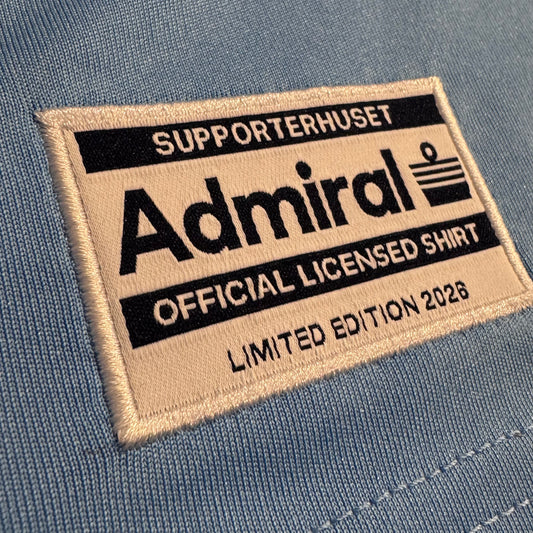 SUPPORTERHUSET
Admiral
OFFICIAL LICENSED SHIRT
LIMITED EDITION 2026